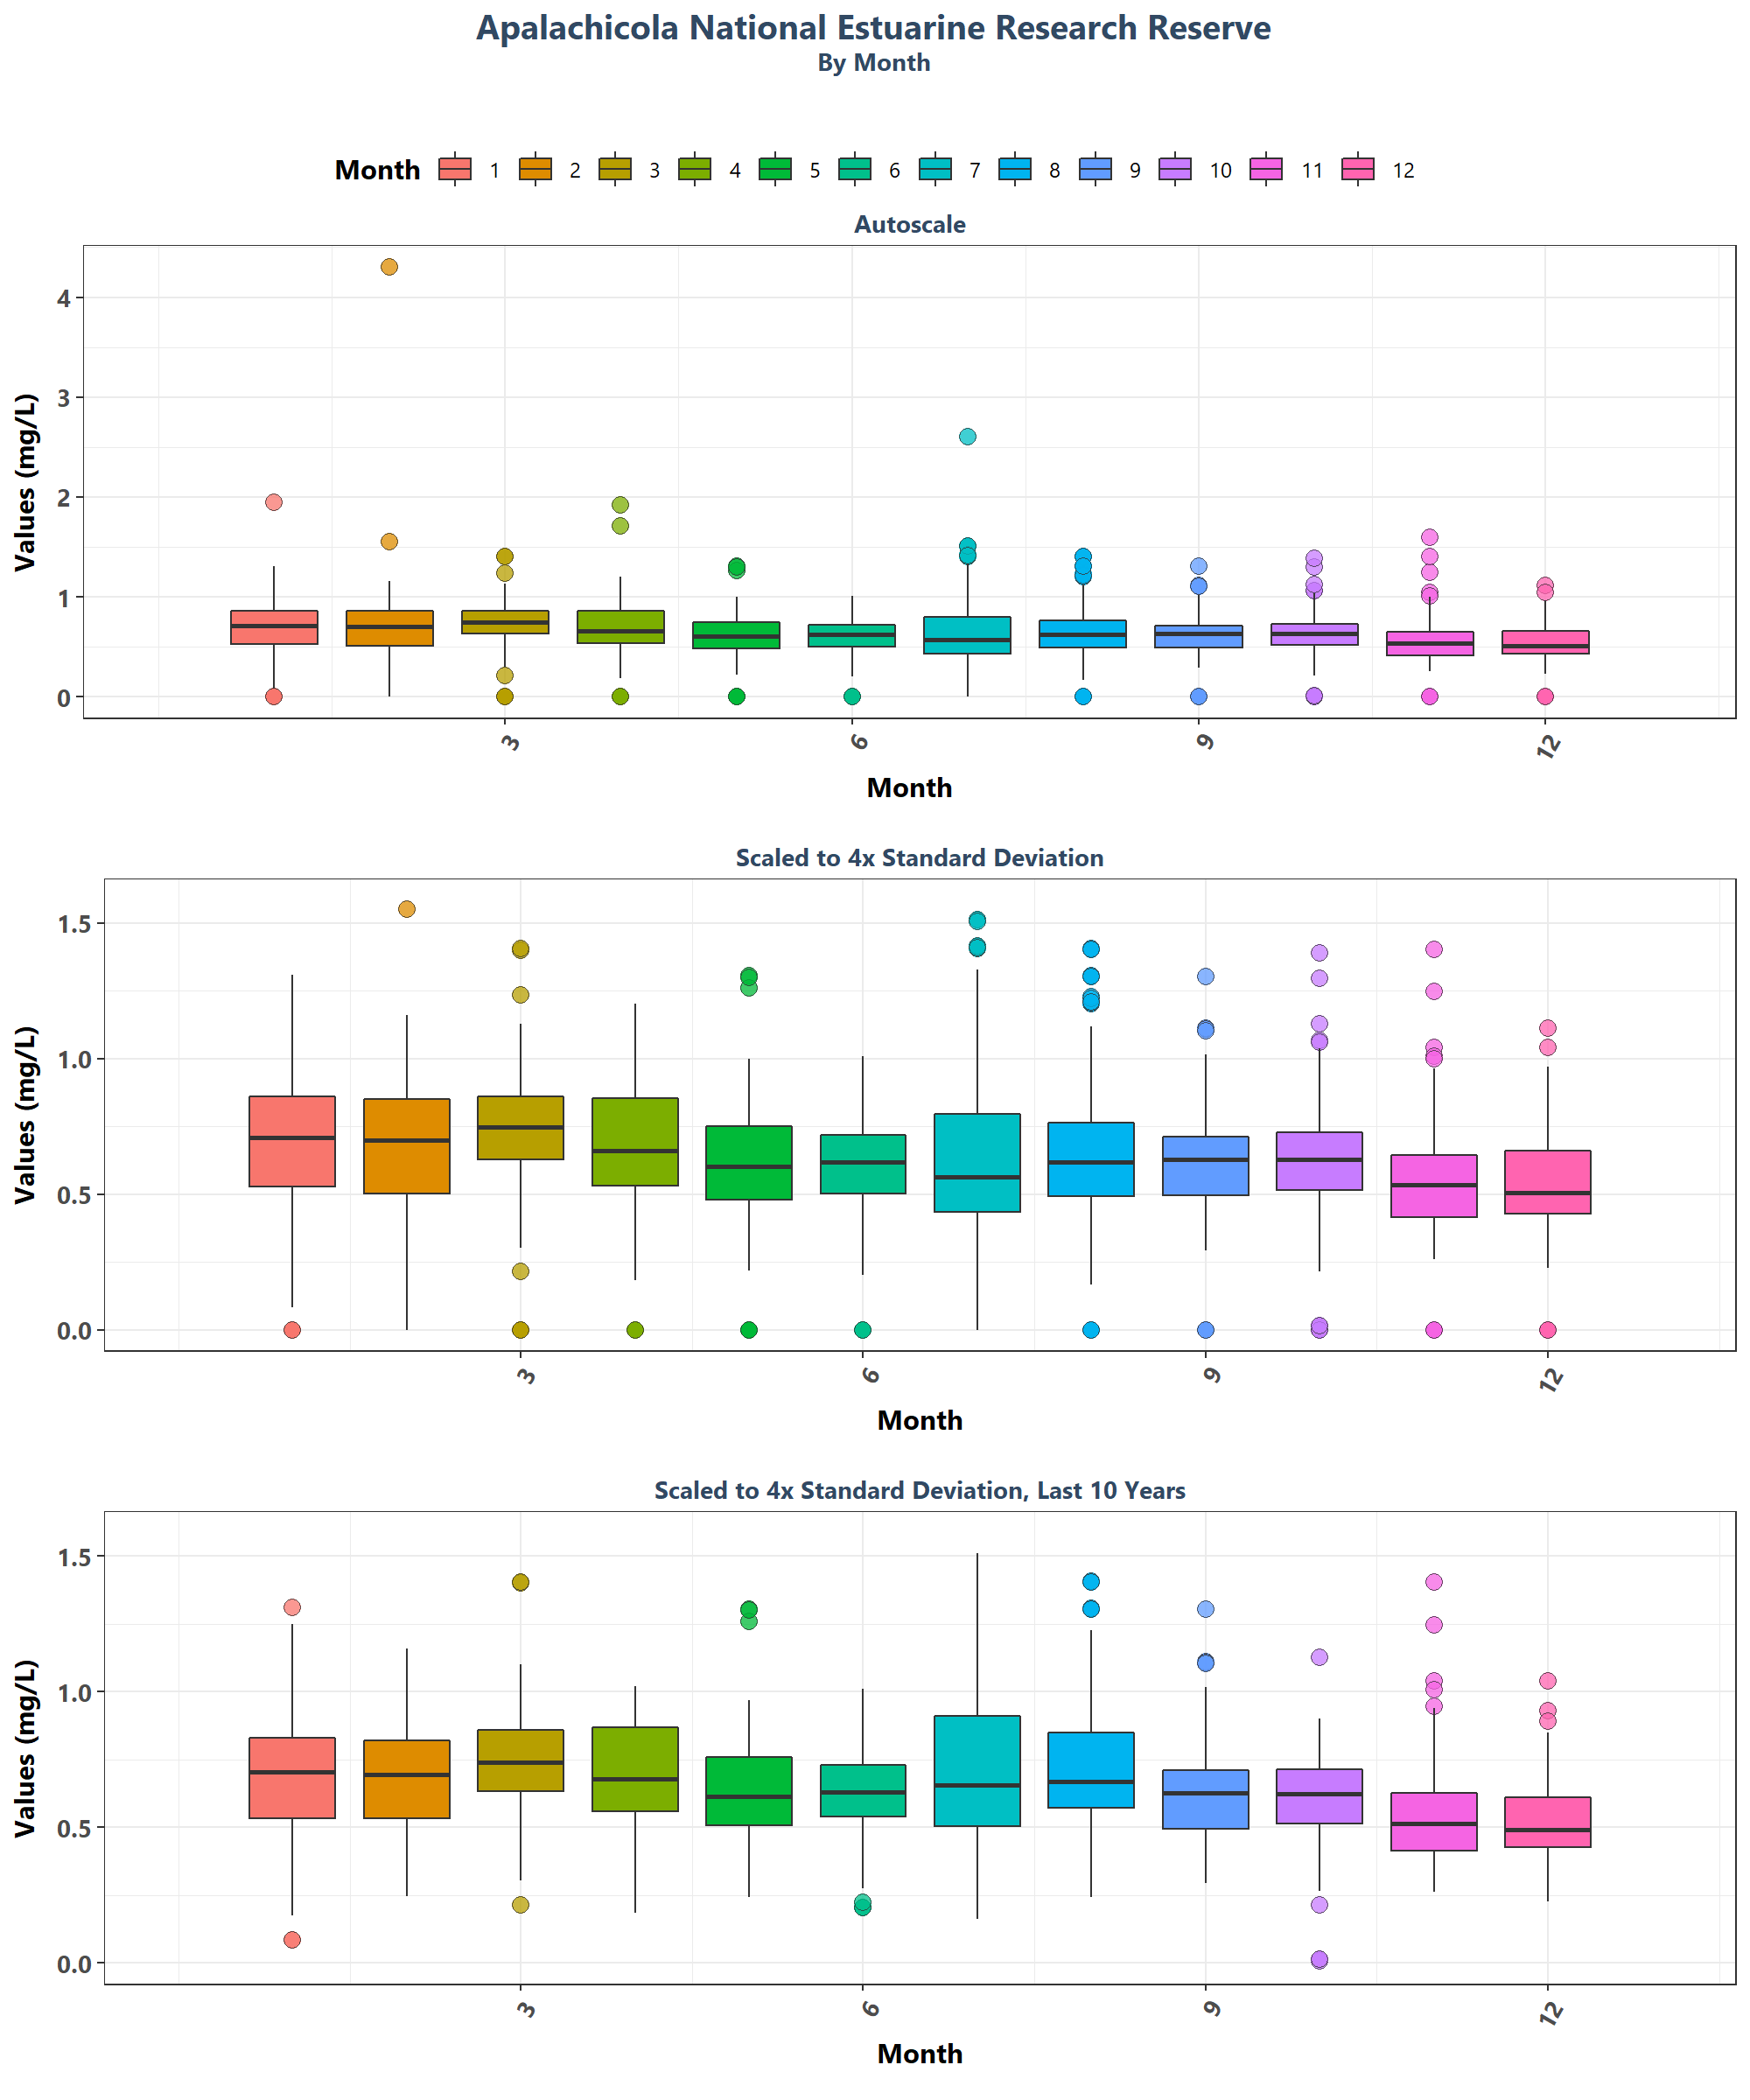 Apalachicola National Estuarine Research Reserve
By Month
Month 1 2 3 4 5 6 7 8 9 10 11 12
Autoscale
Values (mg/L)
4
3
2
1
0
3 6 9 12
Month
Scaled to 4x Standard Deviation
Values (mg/L)
1.5
1.0
0.5
0.0
3 6 9 12
Month
Scaled to 4x Standard Deviation, Last 10 Years
Values (mg/L)
1.5
1.0
0.5
0.0
3 6 9 12
Month